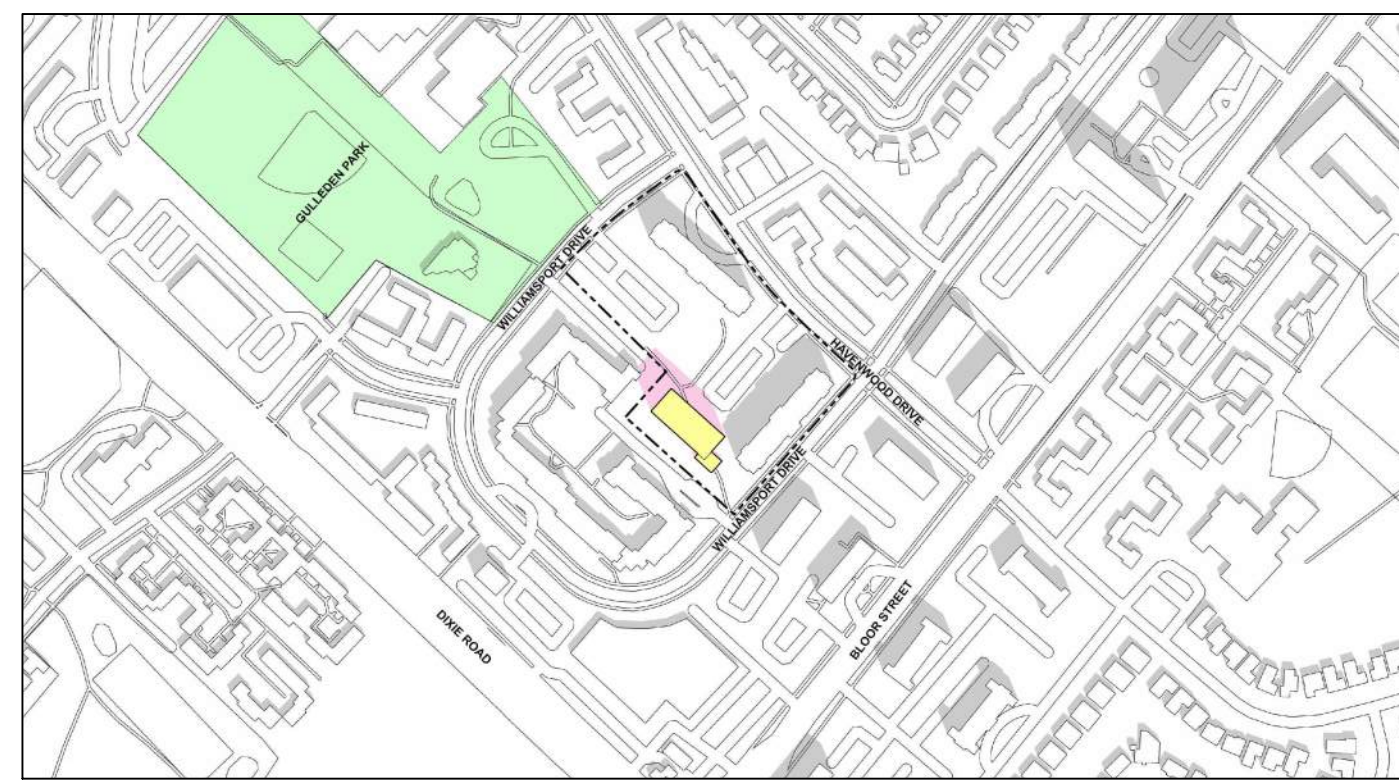 GULLEDEN PARK
WILLIAMSPORT DRIVE
HAVENWOOD DRIVE
WILLIAMSPORT DRIVE
DIXIE ROAD
BLOOR STREET